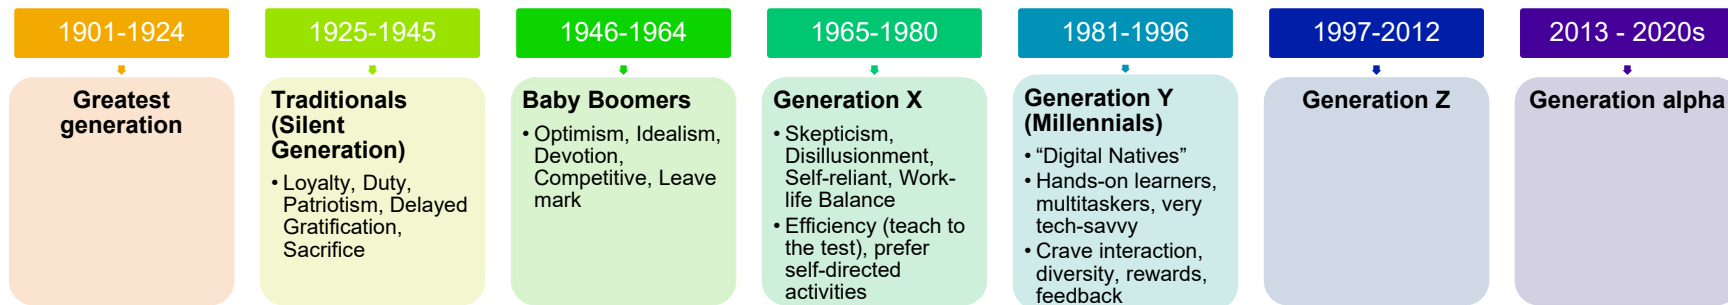 1901-1924
1925-1945
1946-1964
1965-1980
1981-1996
1997-2012
2013 - 2020s
Greatest
generation
Traditionals
(Silent
Generation)
• Loyalty, Duty,
Patriotism, Delayed
Gratification,
Sacrifice
Baby Boomers
• Optimism, Idealism,
Devotion,
Competitive, Leave
mark
Generation X
• Skepticism,
Disillusionment,
Self-reliant, Work-
life Balance
• Efficiency (teach to
the test), prefer
self-directed
activities
Generation Y
(Millennials)
• “Digital Natives”
• Hands-on learners,
multitaskers, very
tech-savvy
• Crave interaction,
diversity, rewards,
feedback
Generation Z
Generation alpha